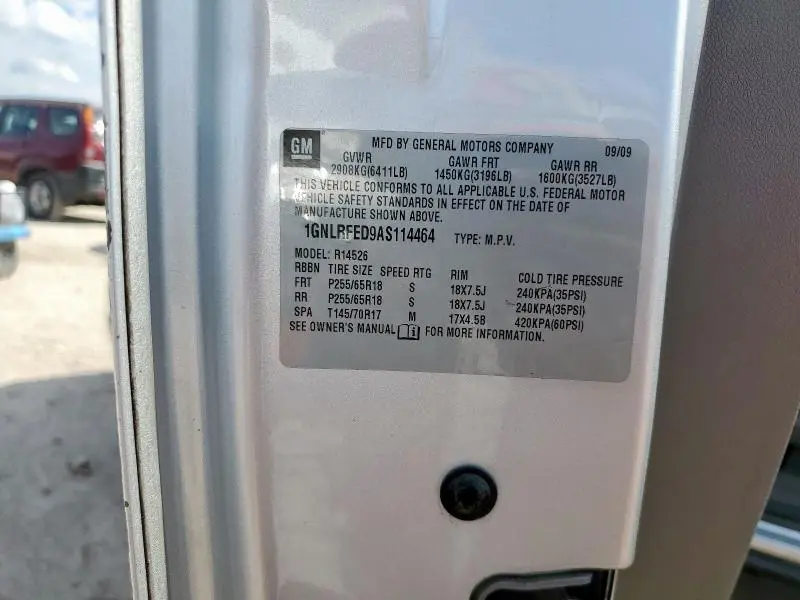 GM MFD BY GENERAL MOTORS COMPANY 09/09
GVWR GAWR FRT GAWR RR
2908KG(6411LB) 1450KG(3196LB) 1600KG(3527LB)
THIS VEHICLE CONFORMS TO ALL APPLICABLE U.S. FEDERAL MOTOR
VEHICLE SAFETY STANDARDS IN EFFECT ON THE DATE OF
MANUFACTURE SHOWN ABOVE.
1GNLRFED9AS114464 TYPE: M.P.V.
MODEL: R14526
RBBN TIRE SIZE SPEED RTG RIM COLD TIRE PRESSURE
FRT P255/65R18 S 18X7.5J 240KPA(35PSI)
RR P255/65R18 S 18X7.5J 240KPA(35PSI)
SPA T145/70R17 M 17X4.5B 420KPA(60PSI)
SEE OWNER'S MANUAL i FOR MORE INFORMATION.